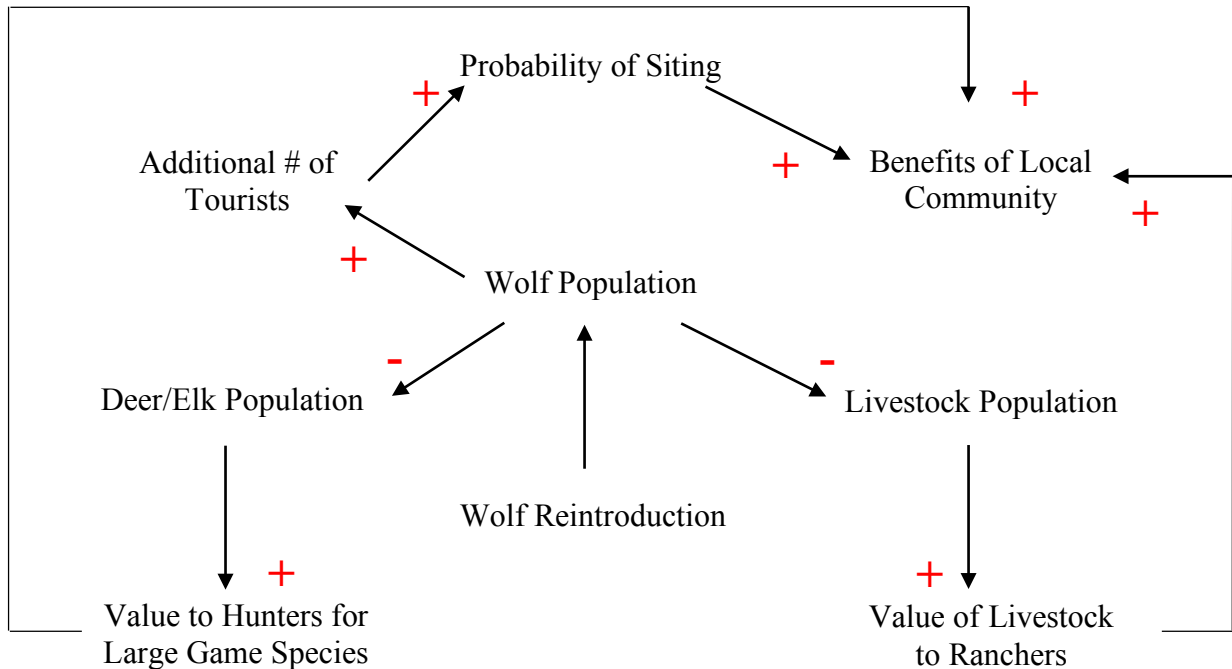 Probability of Siting
+
+
Additional # of
Tourists
+
Benefits of Local
Community
+
+
Wolf Population
-
-
Deer/Elk Population
Livestock Population
Wolf Reintroduction
+
+
Value to Hunters for
Large Game Species
Value of Livestock
to Ranchers